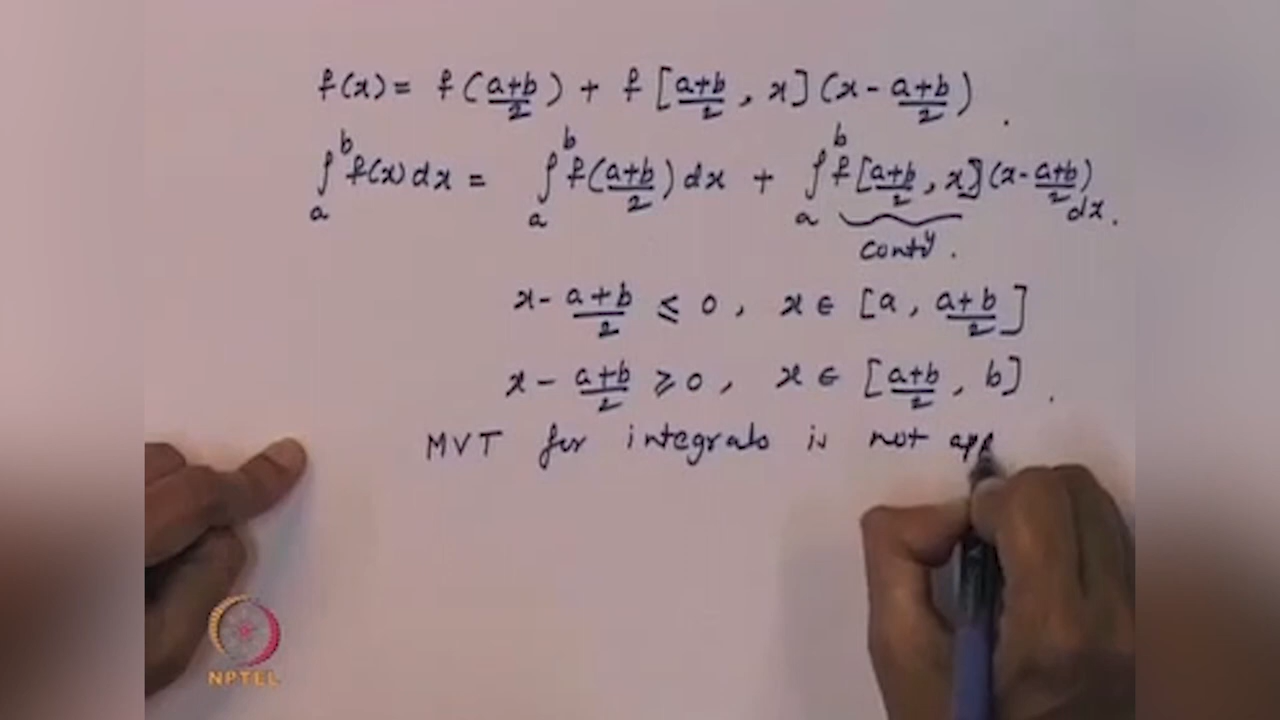 f(x) = f(a+b/2) + f[a+b/2, x](x - a+b/2).
∫_a^b f(x)dx = ∫_a^b f(a+b/2)dx + ∫_a^b f[a+b/2, x](x - a+b/2)dx.
contʸ.
x - a+b/2 ≤ 0, x ∈ [a, a+b/2]
x - a+b/2 ≥ 0, x ∈ [a+b/2, b].
MVT for integrals is not app
NPTEL